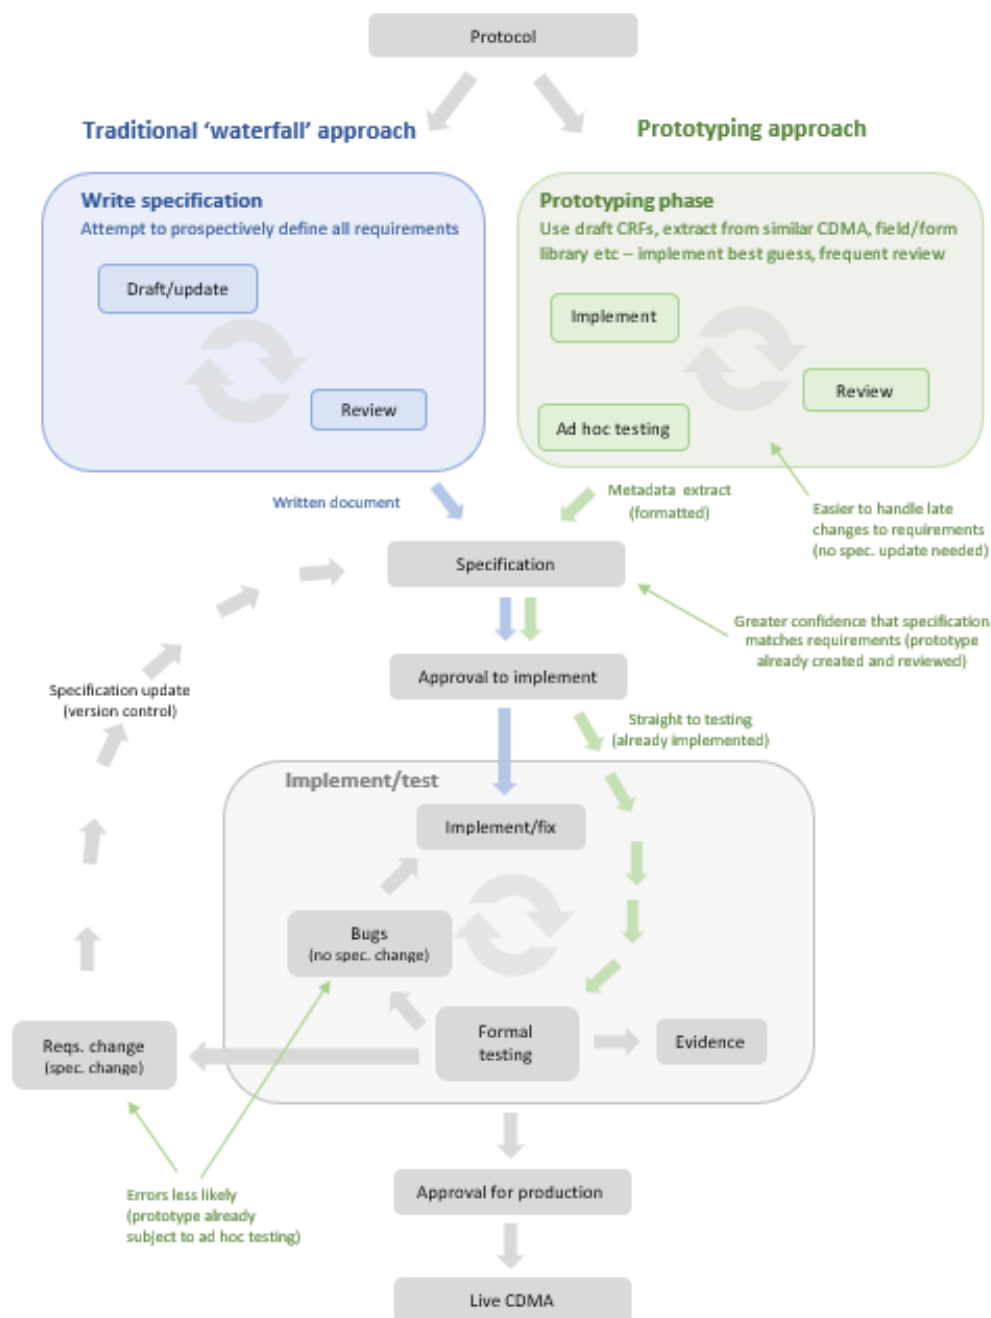 Protocol
Traditional ‘waterfall’ approach
Prototyping approach
Write specification
Attempt to prospectively define all requirements
Draft/update
Review
Prototyping phase
Use draft CRFs, extract from similar CDMA, field/form
library etc – implement best guess, frequent review
Implement
Review
Ad hoc testing
Written document
Metadata extract
(formatted)
Easier to handle late
changes to requirements
(no spec. update needed)
Specification
Greater confidence that specification
matches requirements (prototype
already created and reviewed)
Approval to implement
Specification update
(version control)
Straight to testing
(already implemented)
Implement/test
Implement/fix
Bugs
(no spec. change)
Formal
testing
Evidence
Reqs. change
(spec. change)
Errors less likely
(prototype already
subject to ad hoc testing)
Approval for production
Live CDMA